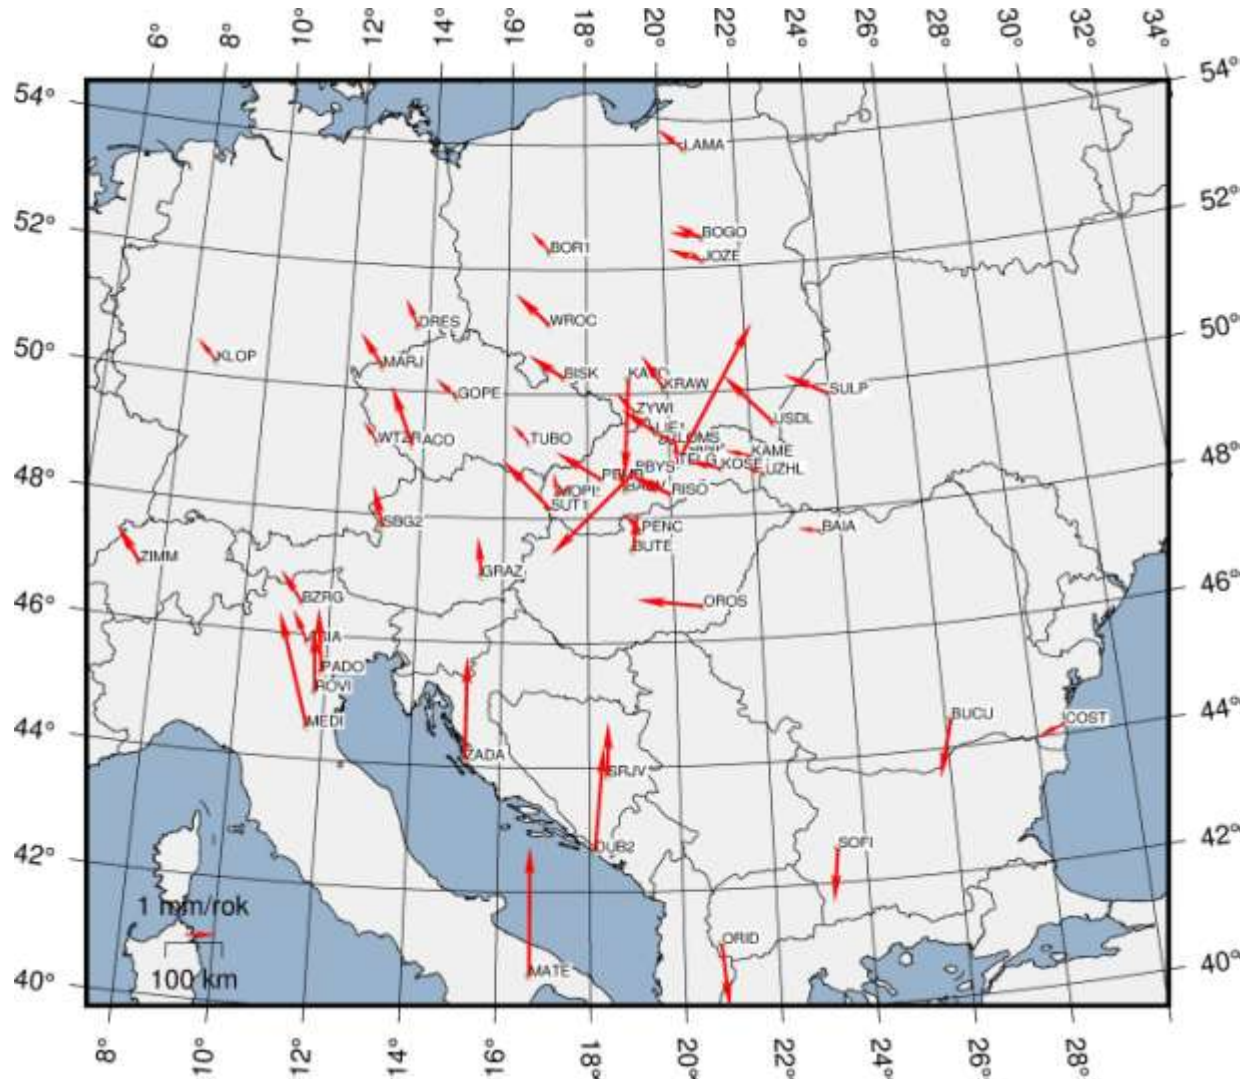 6° 8° 10° 12° 14° 16° 18° 20° 22° 24° 26° 28° 30° 32° 34°
54° 54°
LAMA
52° 52°
BOGO
BOR1
JOZE
DRES
WROC
50° 50°
KLOP
MARJ
BISK
KRAW
GOPE
SULP
ZYWI
USDL
WTZR
TUBO
LOMS
KAME
48° 48°
PBYS
KOSE
UZHL
RISO
MOPI
SUT1
SBG2
PENC
BAIA
ZIMM
BUTE
GRAZ
46° 46°
BZRG
OROS
PADO
ROVI
44° 44°
MEDI
BUCU
COST
ZADA
SRJV
42° 42°
DUB2
SOFI
1 mm/rok
ORID
40° 40°
MATE
100 km
8° 10° 12° 14° 16° 18° 20° 22° 24° 26° 28°